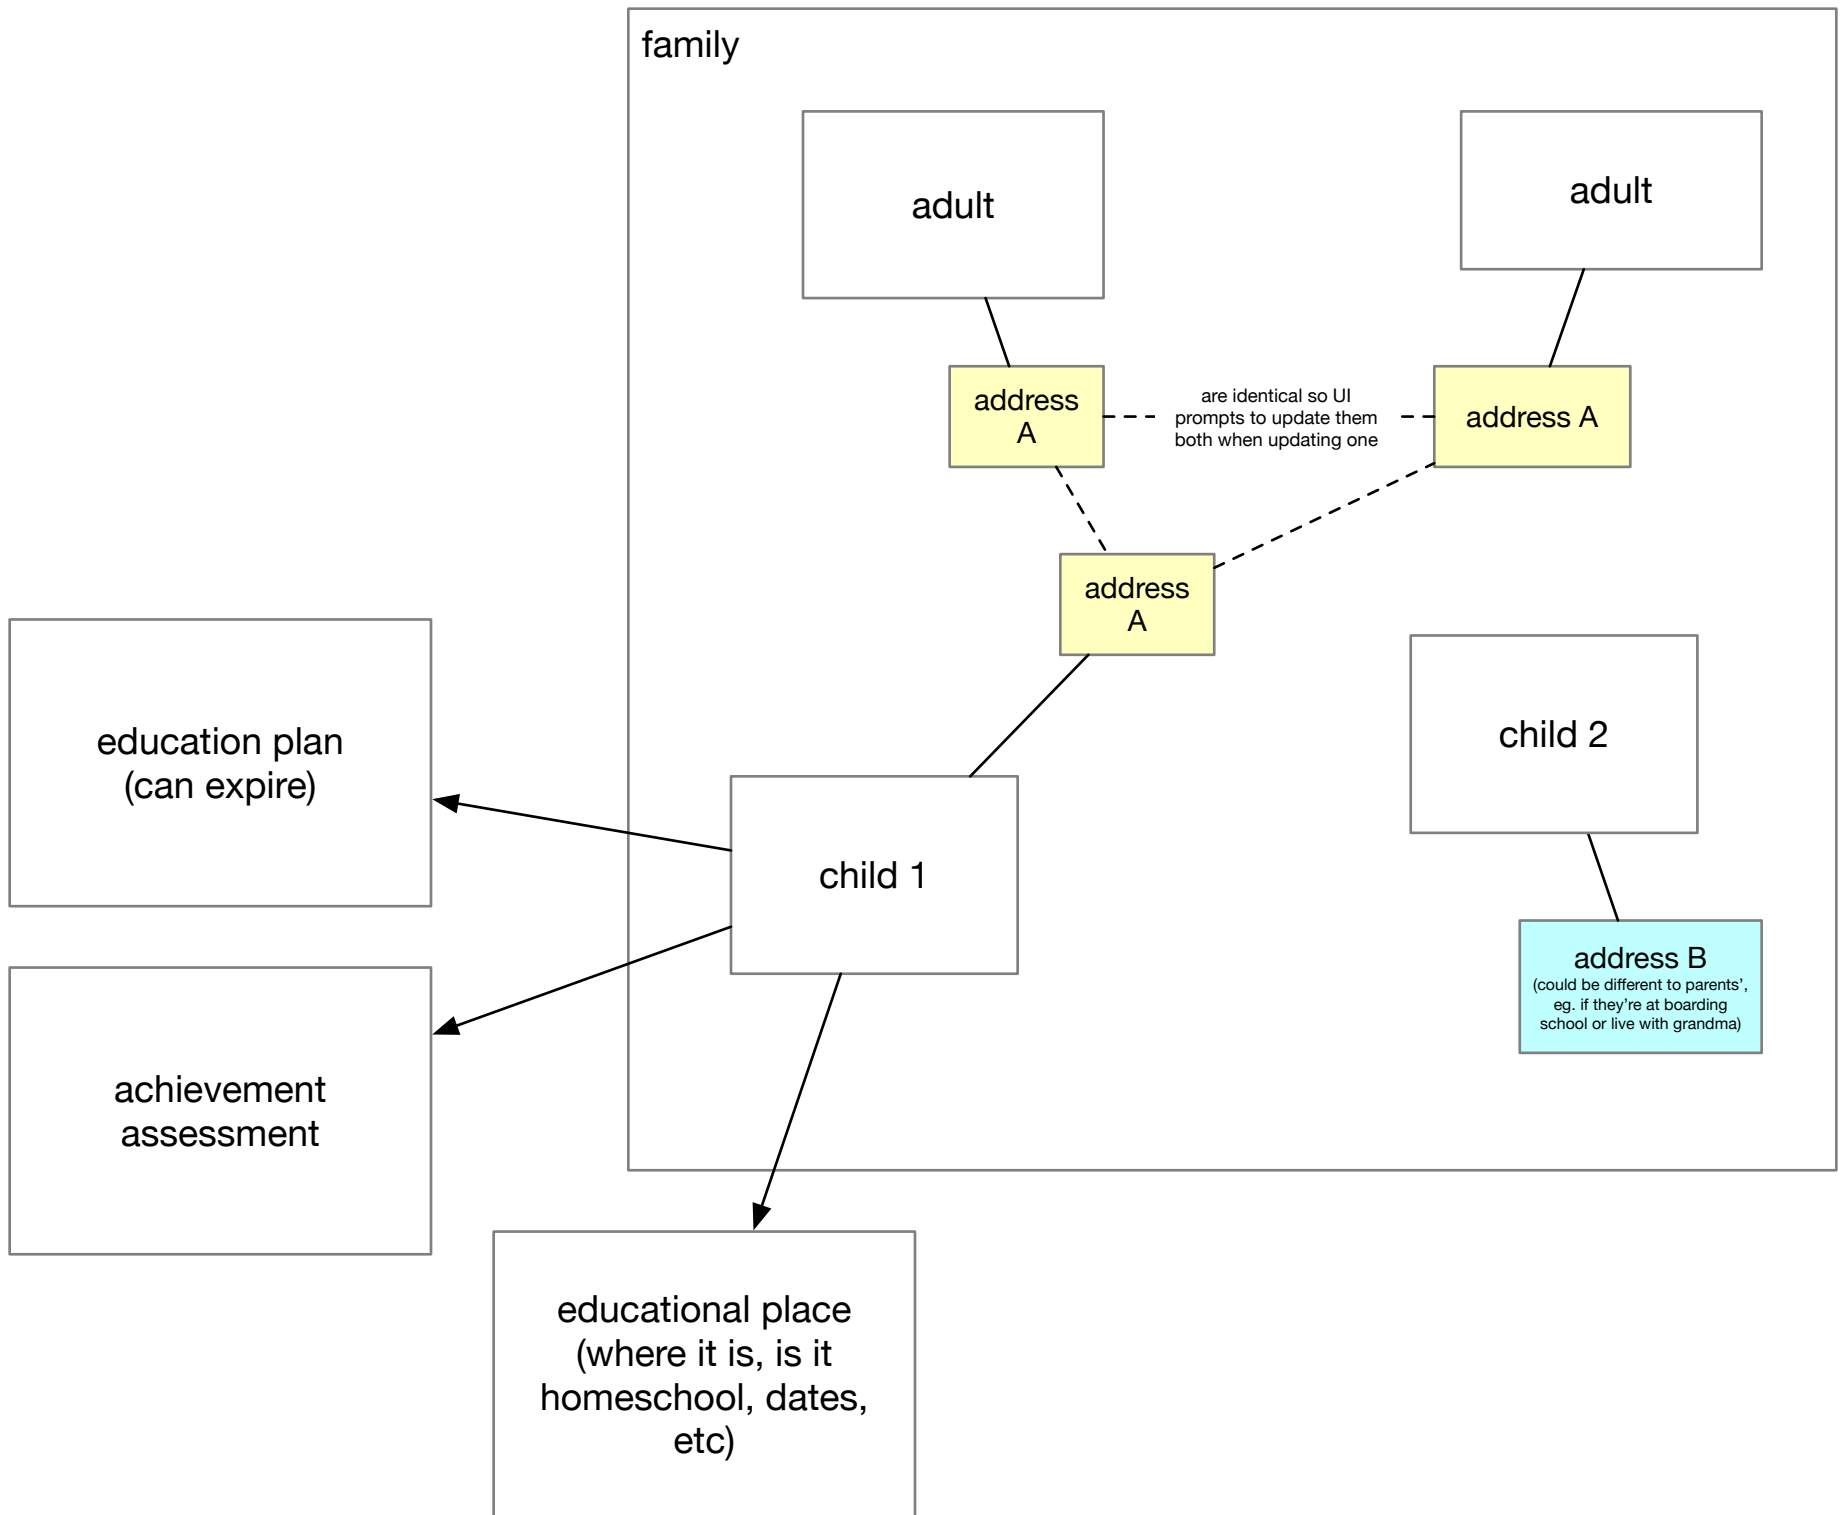 family
adult
adult
address
A
are identical so UI
prompts to update them
both when updating one
address A
address
A
education plan
(can expire)
child 2
child 1
address B
(could be different to parents’,
eg. if they’re at boarding
school or live with grandma)
achievement
assessment
educational place
(where it is, is it
homeschool, dates,
etc)